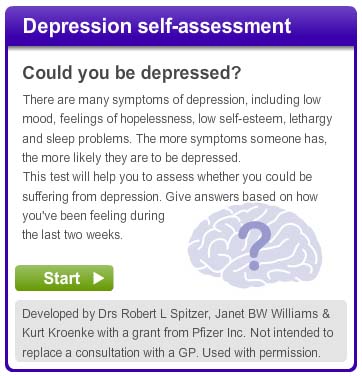 Depression self-assessment
Could you be depressed?
There are many symptoms of depression, including low
mood, feelings of hopelessness, low self-esteem, lethargy
and sleep problems. The more symptoms someone has,
the more likely they are to be depressed.
This test will help you to assess whether you could be
suffering from depression. Give answers based on how
you've been feeling during
the last two weeks.
?
Start
Developed by Drs Robert L Spitzer, Janet BW Williams &
Kurt Kroenke with a grant from Pfizer Inc. Not intended to
replace a consultation with a GP. Used with permission.